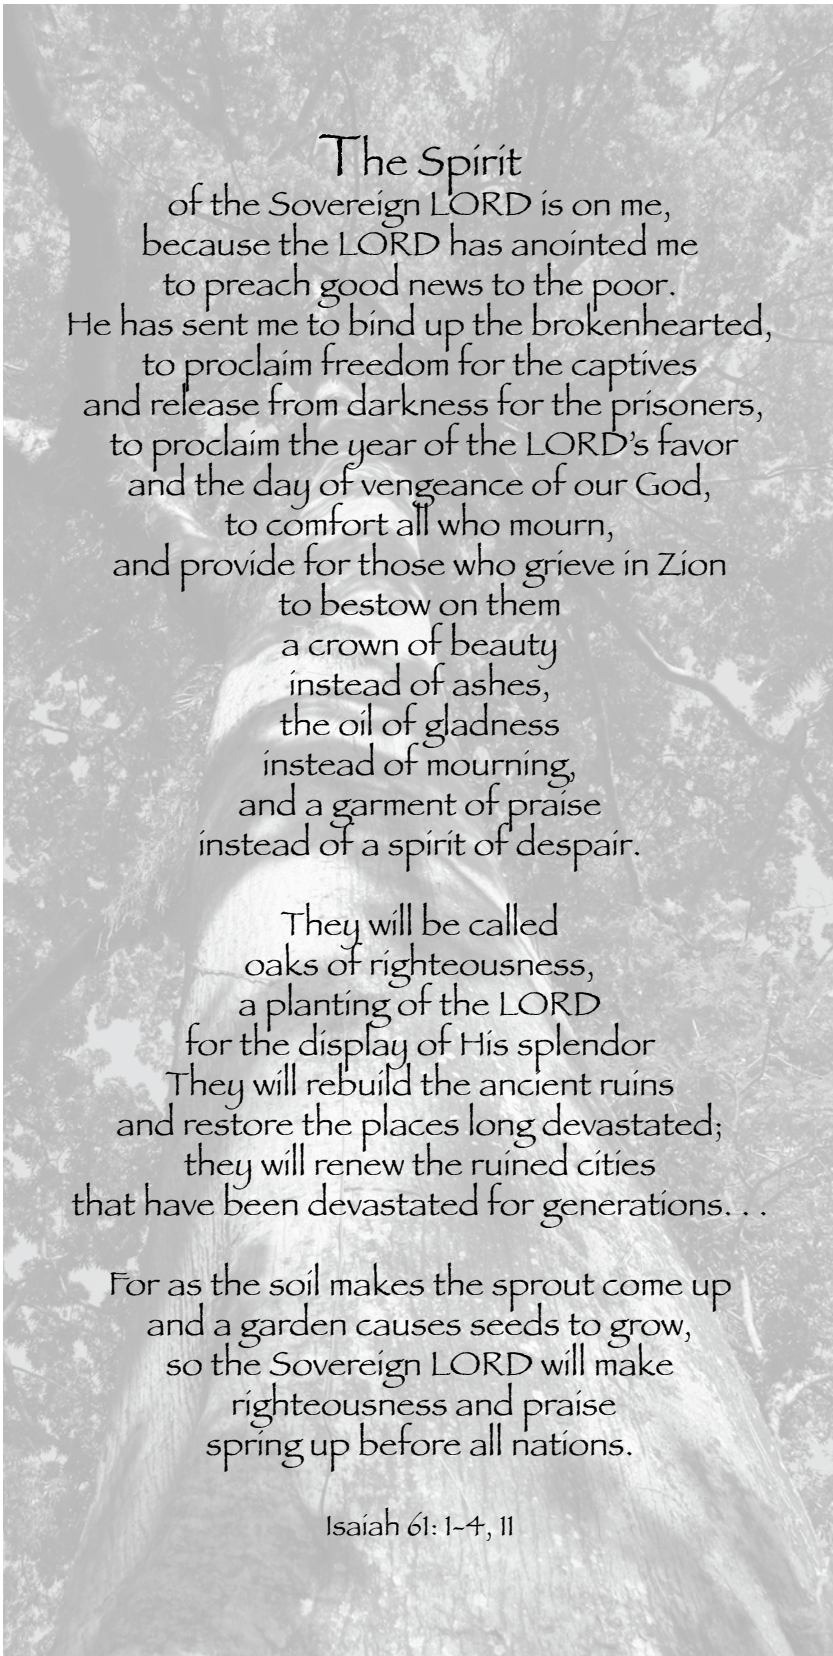 The Spirit
of the Sovereign LORD is on me,
because the LORD has anointed me
to preach good news to the poor.
He has sent me to bind up the brokenhearted,
to proclaim freedom for the captives
and release from darkness for the prisoners,
to proclaim the year of the LORD's favor
and the day of vengeance of our God,
to comfort all who mourn,
and provide for those who grieve in Zion
to bestow on them
a crown of beauty
instead of ashes,
the oil of gladness
instead of mourning,
and a garment of praise
instead of a spirit of despair.
They will be called
oaks of righteousness,
a planting of the LORD
for the display of His splendor
They will rebuild the ancient ruins
and restore the places long devastated;
they will renew the ruined cities
that have been devastated for generations. . .
For as the soil makes the sprout come up
and a garden causes seeds to grow,
so the Sovereign LORD will make
righteousness and praise
spring up before all nations.
Isaiah 61: 1-4, 11